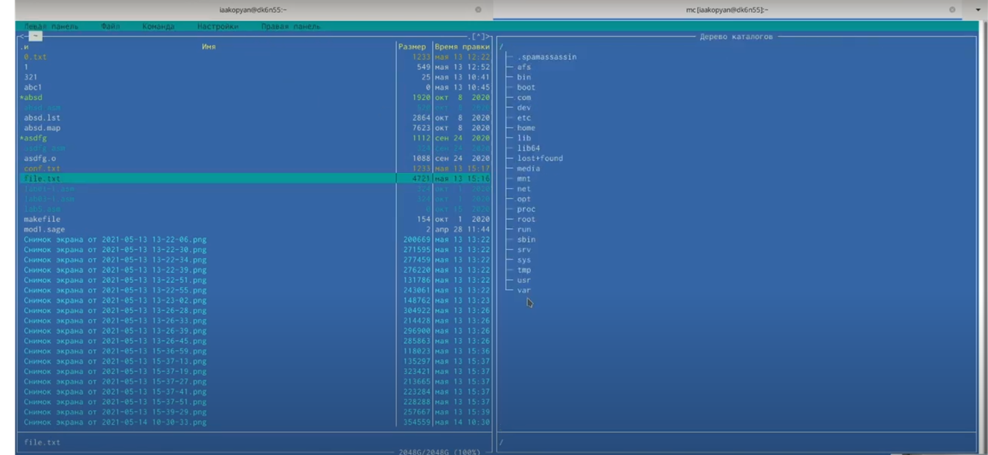 iaakopyan@dk6n55:~
mc [iaakopyan@dk6n55]:~
Левая панель Файл Команда Настройки Правая панель
<— ~ .[^]>
.и Имя Размер Время правки
0.txt 1233 мая 13 12:22
1 549 мая 13 12:52
321 25 мая 13 10:41
abc1 0 мая 13 10:45
*absd 1920 окт 8 2020
absd.lst 2864 окт 8 2020
absd.map 7623 окт 8 2020
*asdfg 1112 сен 24 2020
asdfg.o 1088 сен 24 2020
conf.txt 1233 мая 13 15:17
file.txt 4721 мая 13 15:16
makefile 154 окт 1 2020
mod1.sage 2 апр 28 11:44
Снимок экрана от 2021-05-13 13-22-06.png 200669 мая 13 13:22
Снимок экрана от 2021-05-13 13-22-30.png 271595 мая 13 13:22
Снимок экрана от 2021-05-13 13-22-34.png 277459 мая 13 13:22
Снимок экрана от 2021-05-13 13-22-39.png 276220 мая 13 13:22
Снимок экрана от 2021-05-13 13-22-51.png 131786 мая 13 13:22
Снимок экрана от 2021-05-13 13-22-55.png 243061 мая 13 13:22
Снимок экрана от 2021-05-13 13-23-02.png 148762 мая 13 13:23
Снимок экрана от 2021-05-13 13-26-28.png 304922 мая 13 13:26
Снимок экрана от 2021-05-13 13-26-33.png 214428 мая 13 13:26
Снимок экрана от 2021-05-13 13-26-39.png 296900 мая 13 13:26
Снимок экрана от 2021-05-13 13-26-45.png 285863 мая 13 13:26
Снимок экрана от 2021-05-13 15-36-59.png 118023 мая 13 15:36
Снимок экрана от 2021-05-13 15-37-13.png 135297 мая 13 15:37
Снимок экрана от 2021-05-13 15-37-19.png 323421 мая 13 15:37
Снимок экрана от 2021-05-13 15-37-27.png 213665 мая 13 15:37
Снимок экрана от 2021-05-13 15-37-41.png 223284 мая 13 15:37
Снимок экрана от 2021-05-13 15-37-51.png 228288 мая 13 15:37
Снимок экрана от 2021-05-13 15-39-29.png 257667 мая 13 15:39
Снимок экрана от 2021-05-14 10-30-33.png 354559 мая 14 10:30
file.txt
2048G/2048G (100%)
Дерево каталогов
/
.spamassassin
afs
bin
boot
com
dev
etc
home
lib
lib64
lost+found
media
mnt
net
opt
proc
root
run
sbin
srv
sys
tmp
usr
var
/